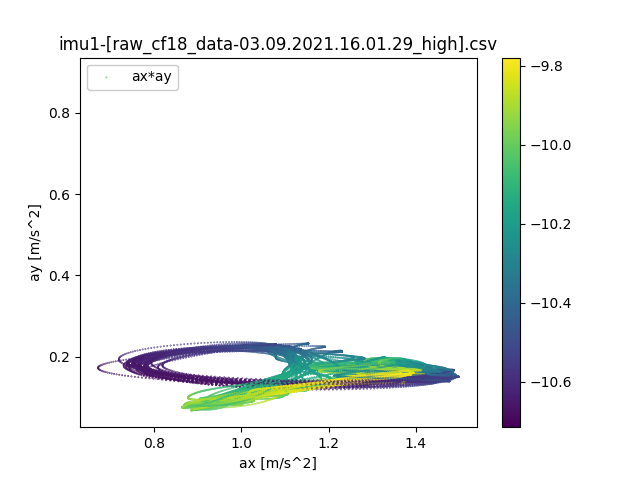 imu1-[raw_cf18_data-03.09.2021.16.01.29_high].csv
ax*ay
0.8
0.6
0.4
0.2
ay [m/s^2]
0.8 1.0 1.2 1.4
ax [m/s^2]
−9.8
−10.0
−10.2
−10.4
−10.6